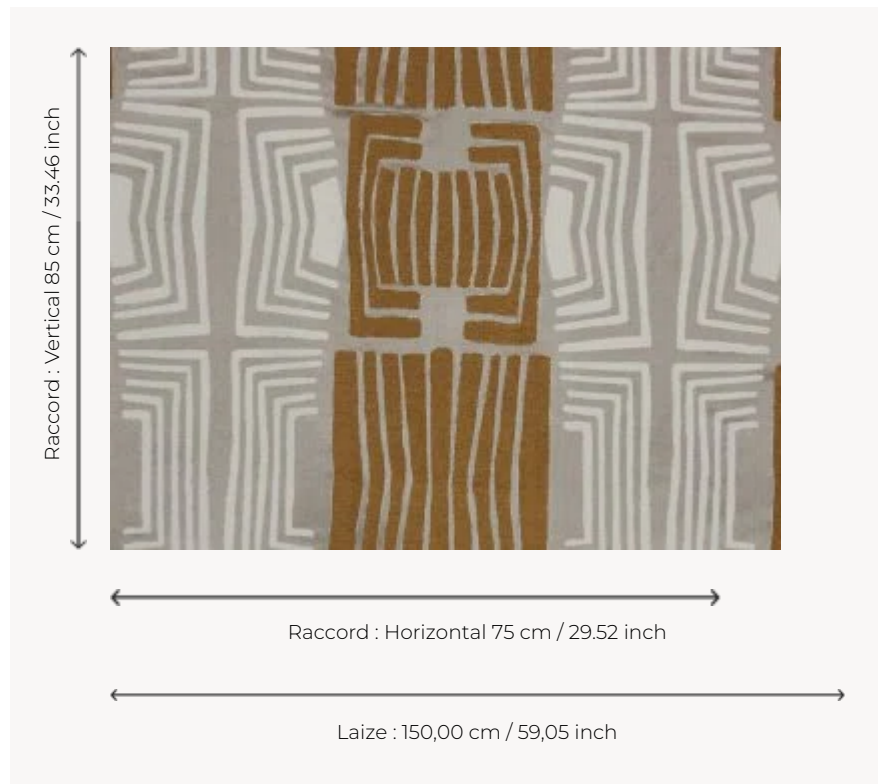 Raccord : Vertical 85 cm / 33.46 inch
Raccord : Horizontal 75 cm / 29.52 inch
Laize : 150,00 cm / 59,05 inch